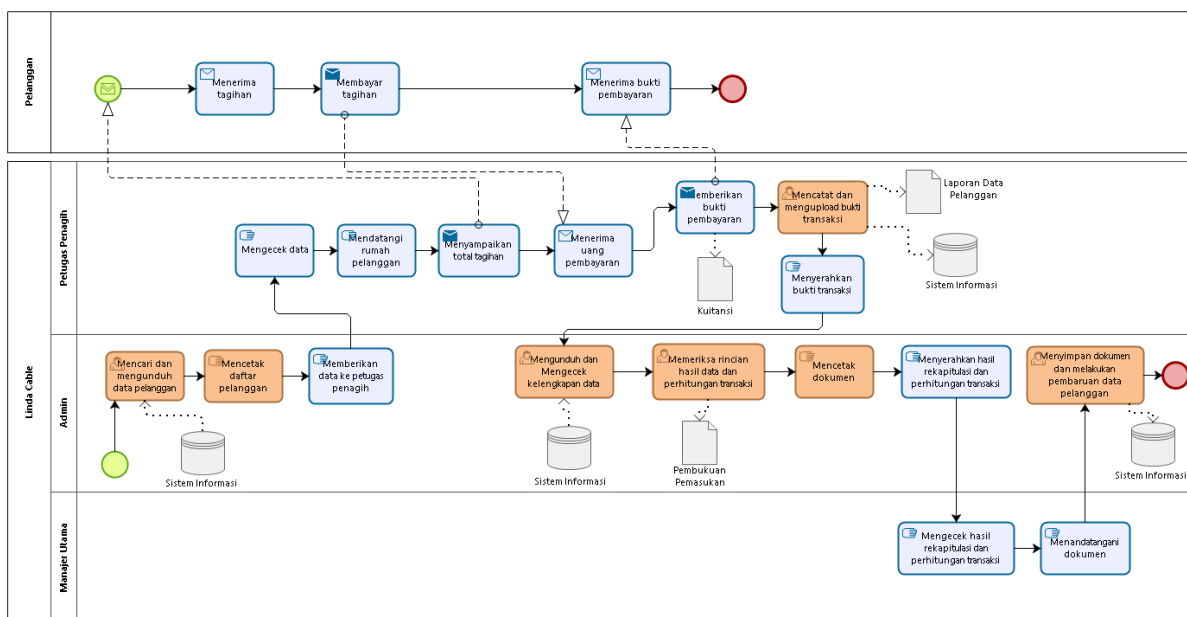 Pelanggan
Menerima
tagihan
Membayar
tagihan
Menerima bukti
pembayaran
Linda Cable
Petugas Penagih
Mengecek data
Mendatangi
rumah
pelanggan
Menyampaikan
total tagihan
Menerima
uang
pembayaran
Memberikan
bukti
pembayaran
Kuitansi
Mencatat dan
mengupload bukti
transaksi
Laporan Data
Pelanggan
Sistem Informasi
Menyerahkan
bukti transaksi
Admin
Mencari dan
mengunduh
data pelanggan
Sistem Informasi
Mencetak
daftar
pelanggan
Memberikan
data ke petugas
penagih
Mengunduh dan
Mengecek
kelengkapan data
Sistem Informasi
Memeriksa rincian
hasil data dan
perhitungan transaksi
Pembukuan
Pemasukan
Mencetak
dokumen
Menyerahkan hasil
rekapitulasi dan
perhitungan transaksi
Menyimpan dokumen
dan melakukan
pembaruan data
pelanggan
Sistem Informasi
Manajer Utama
Mengecek hasil
rekapitulasi dan
perhitungan transaksi
Menandatangani
dokumen